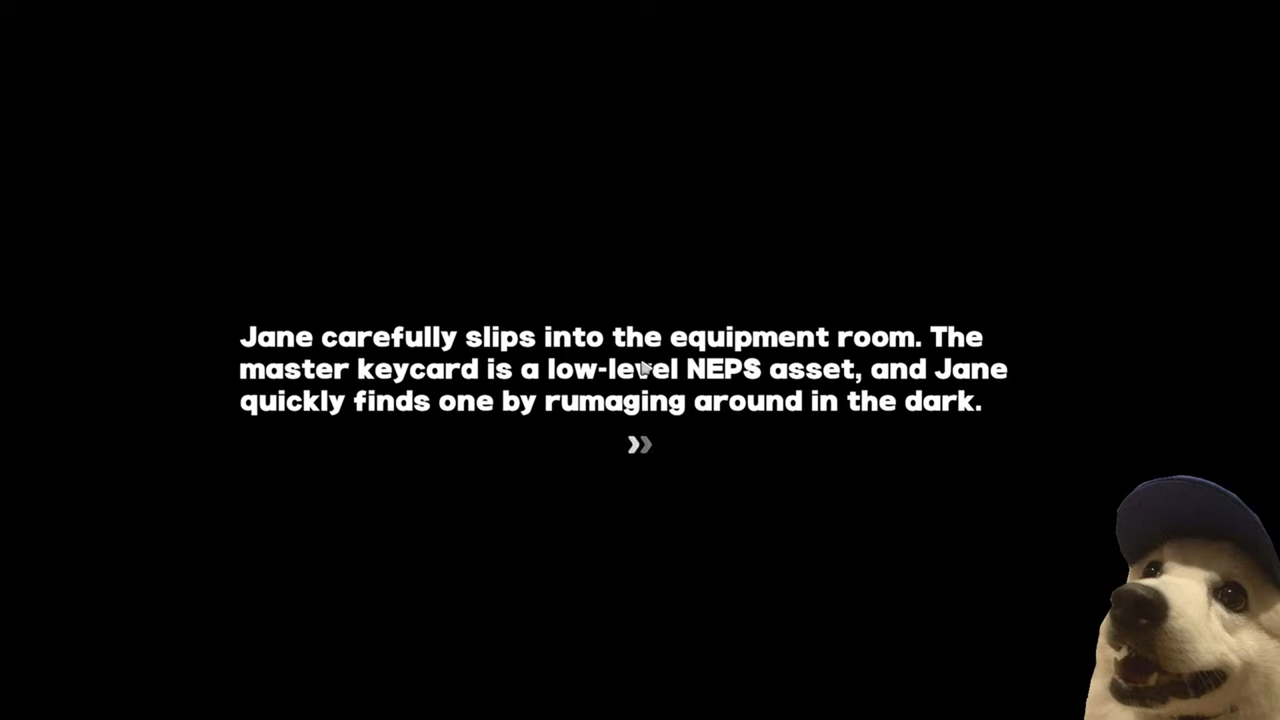 Jane carefully slips into the equipment room. The
master keycard is a low-level NEPS asset, and Jane
quickly finds one by rumaging around in the dark.